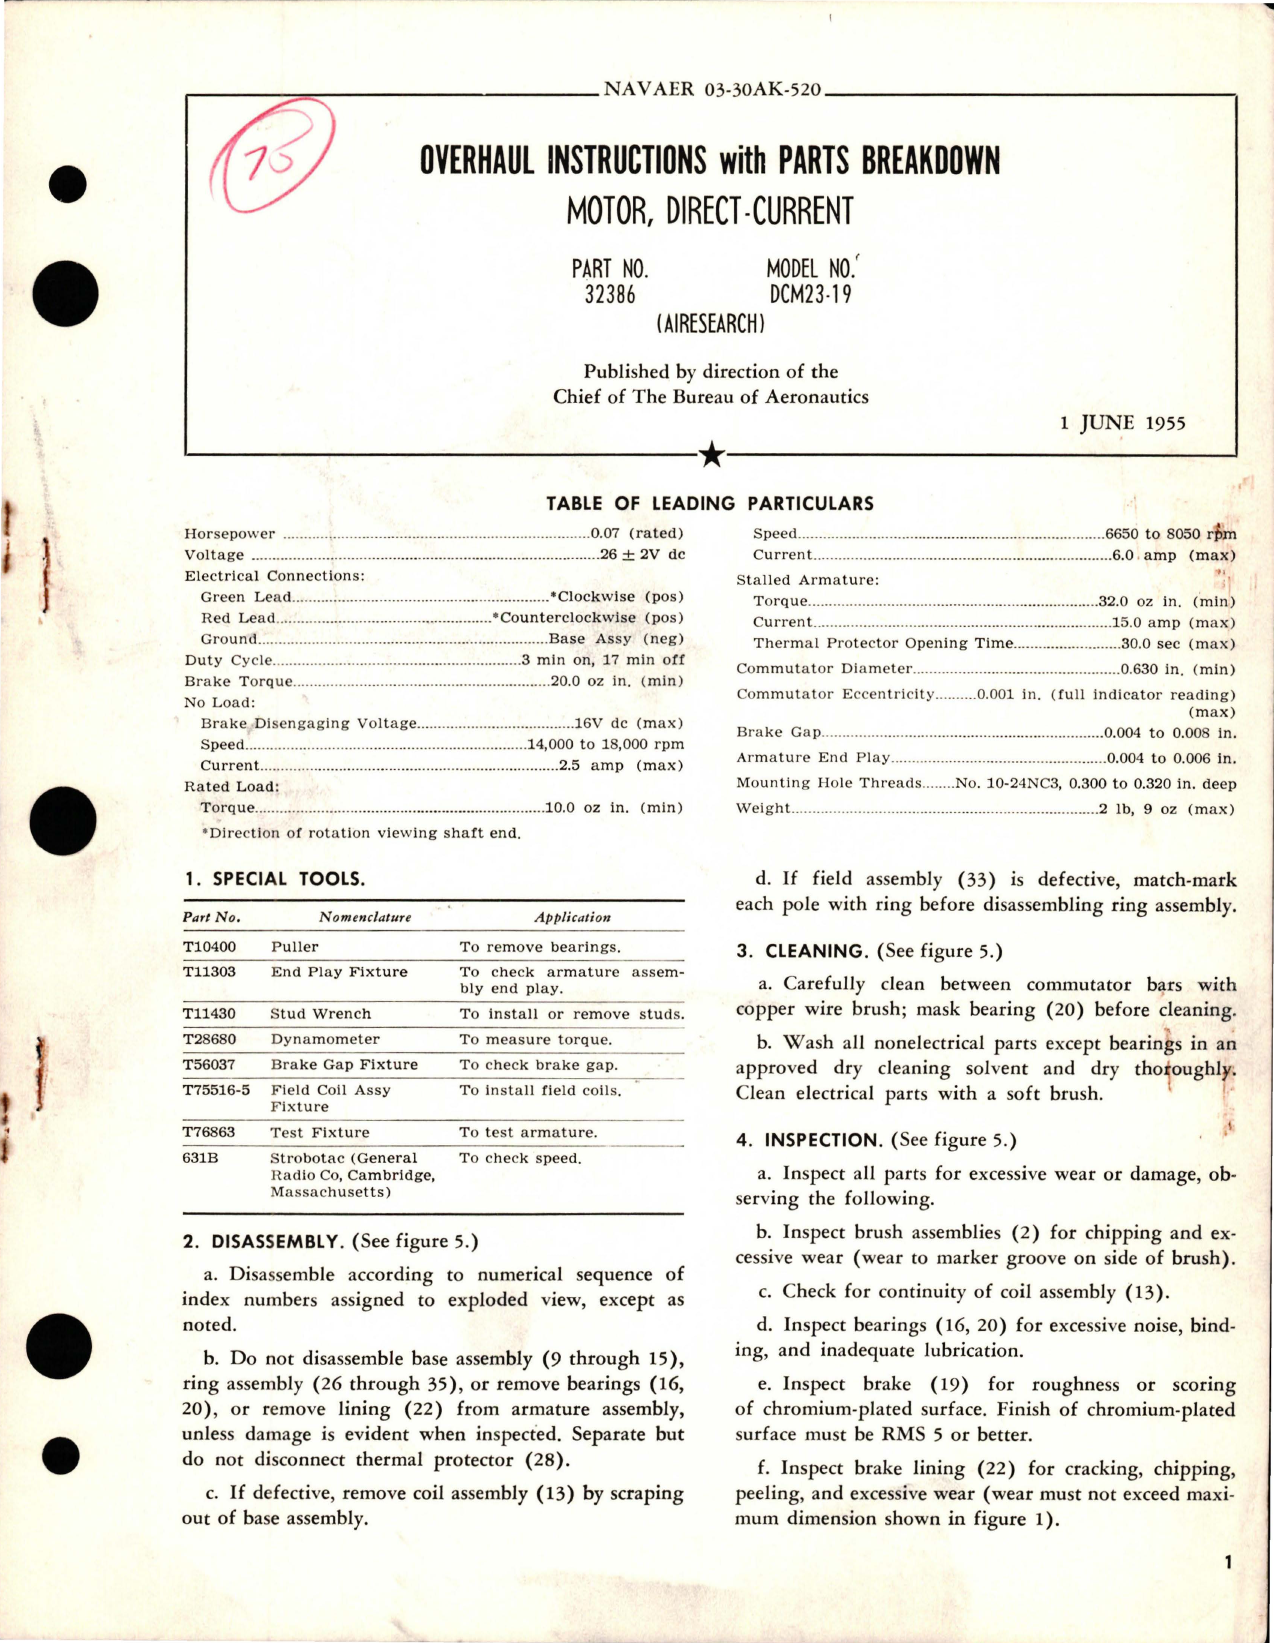 NAVAER 03-30AK-520
75
OVERHAUL INSTRUCTIONS with PARTS BREAKDOWN
MOTOR, DIRECT-CURRENT
PART NO. MODEL NO.
32386 DCM23-19
(AIRESEARCH)
Published by direction of the
Chief of The Bureau of Aeronautics
1 JUNE 1955
TABLE OF LEADING PARTICULARS
Horsepower ........ 0.07 (rated)
Voltage ........ 26 ± 2V dc
Electrical Connections:
Green Lead ........ *Clockwise (pos)
Red Lead ........ *Counterclockwise (pos)
Ground ........ Base Assy (neg)
Duty Cycle ........ 3 min on, 17 min off
Brake Torque ........ 20.0 oz in. (min)
No Load:
Brake Disengaging Voltage ........ 16V dc (max)
Speed ........ 14,000 to 18,000 rpm
Current ........ 2.5 amp (max)
Rated Load:
Torque ........ 10.0 oz in. (min)
*Direction of rotation viewing shaft end.
Speed ........ 6650 to 8050 rpm
Current ........ 6.0 amp (max)
Stalled Armature:
Torque ........ 32.0 oz in. (min)
Current ........ 15.0 amp (max)
Thermal Protector Opening Time ........ 30.0 sec (max)
Commutator Diameter ........ 0.630 in. (min)
Commutator Eccentricity ........ 0.001 in. (full indicator reading)
(max)
Brake Gap ........ 0.004 to 0.008 in.
Armature End Play ........ 0.004 to 0.006 in.
Mounting Hole Threads ........ No. 10-24NC3, 0.300 to 0.320 in. deep
Weight ........ 2 lb, 9 oz (max)
1. SPECIAL TOOLS.
Part No. Nomenclature Application
T10400 Puller To remove bearings.
T11303 End Play Fixture To check armature assem-
bly end play.
T11430 Stud Wrench To install or remove studs.
T28680 Dynamometer To measure torque.
T56037 Brake Gap Fixture To check brake gap.
T75516-5 Field Coil Assy To install field coils.
Fixture
T76863 Test Fixture To test armature.
631B Strobotac (General To check speed.
Radio Co, Cambridge,
Massachusetts)
2. DISASSEMBLY. (See figure 5.)
a. Disassemble according to numerical sequence of
index numbers assigned to exploded view, except as
noted.
b. Do not disassemble base assembly (9 through 15),
ring assembly (26 through 35), or remove bearings (16,
20), or remove lining (22) from armature assembly,
unless damage is evident when inspected. Separate but
do not disconnect thermal protector (28).
c. If defective, remove coil assembly (13) by scraping
out of base assembly.
d. If field assembly (33) is defective, match-mark
each pole with ring before disassembling ring assembly.
3. CLEANING. (See figure 5.)
a. Carefully clean between commutator bars with
copper wire brush; mask bearing (20) before cleaning.
b. Wash all nonelectrical parts except bearings in an
approved dry cleaning solvent and dry thoroughly.
Clean electrical parts with a soft brush.
4. INSPECTION. (See figure 5.)
a. Inspect all parts for excessive wear or damage, ob-
serving the following.
b. Inspect brush assemblies (2) for chipping and ex-
cessive wear (wear to marker groove on side of brush).
c. Check for continuity of coil assembly (13).
d. Inspect bearings (16, 20) for excessive noise, bind-
ing, and inadequate lubrication.
e. Inspect brake (19) for roughness or scoring
of chromium-plated surface. Finish of chromium-plated
surface must be RMS 5 or better.
f. Inspect brake lining (22) for cracking, chipping,
peeling, and excessive wear (wear must not exceed maxi-
mum dimension shown in figure 1).
1